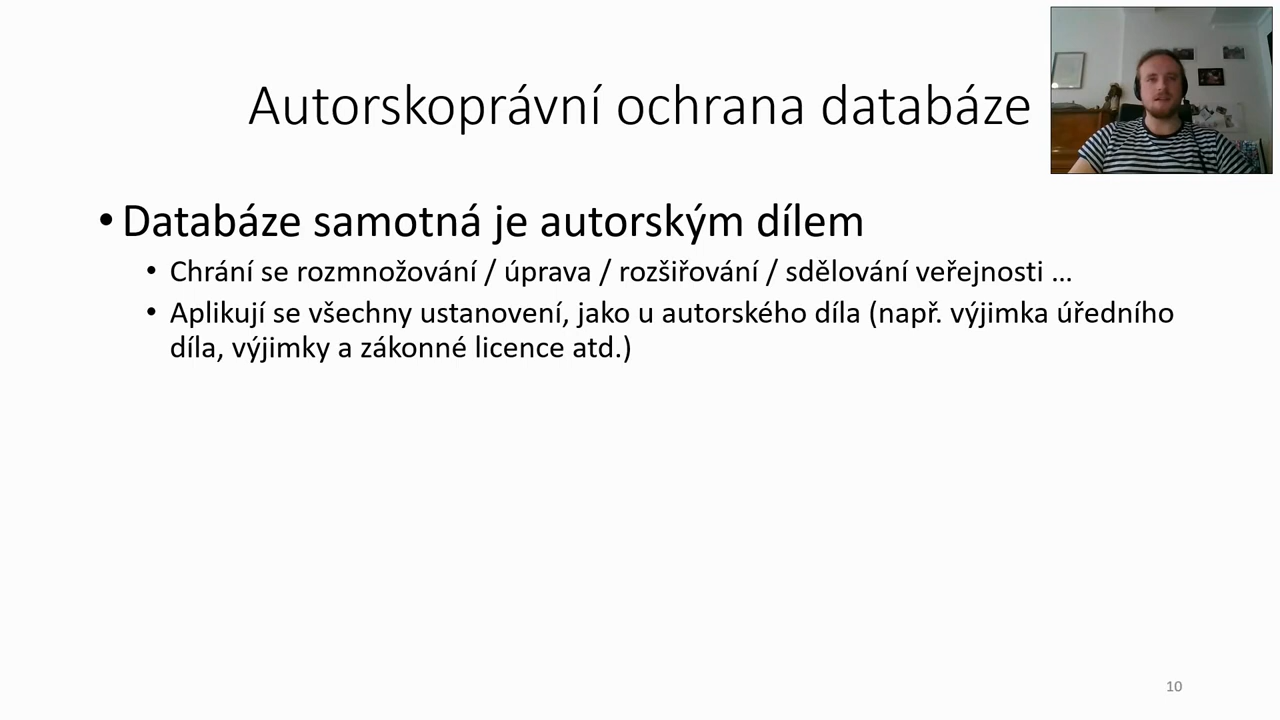 Autorskoprávní ochrana databáze
• Databáze samotná je autorským dílem
• Chrání se rozmnožování / úprava / rozšiřování / sdělování veřejnosti …
• Aplikují se všechny ustanovení, jako u autorského díla (např. výjimka úředního
díla, výjimky a zákonné licence atd.)
10